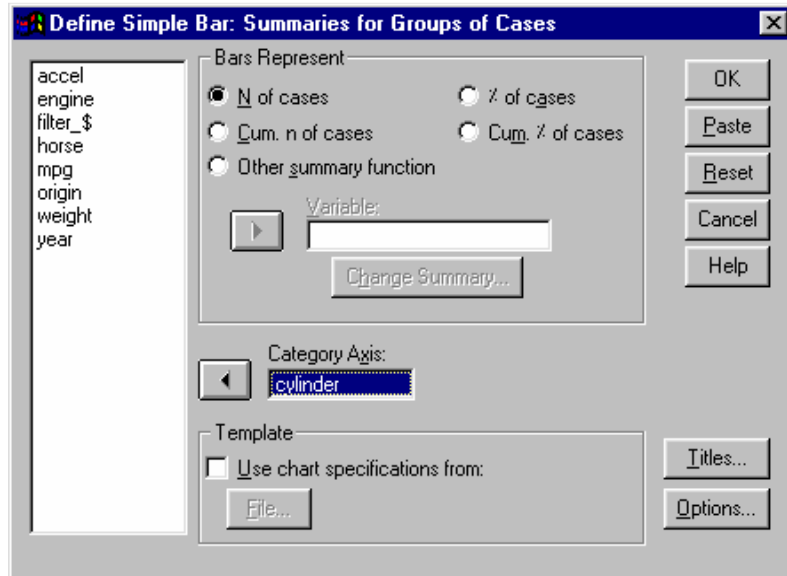 Define Simple Bar: Summaries for Groups of Cases
accel
engine
filter_$
horse
mpg
origin
weight
year
Bars Represent
N of cases
% of cases
Cum. n of cases
Cum. % of cases
Other summary function
Variable:
Change Summary...
Category Axis:
cylinder
Template
Use chart specifications from:
File...
OK
Paste
Reset
Cancel
Help
Titles...
Options...